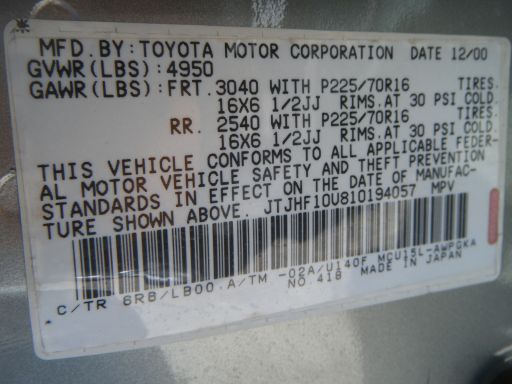 MFD.BY:TOYOTA MOTOR CORPORATION DATE 12/00
GVWR(LBS):4950
GAWR(LBS):FRT.3040 WITH P225/70R16 TIRES.
16X6 1/2JJ RIMS.AT 30 PSI COLD.
RR. 2540 WITH P225/70R16 TIRES.
16X6 1/2JJ RIMS.AT 30 PSI COLD.
THIS VEHICLE CONFORMS TO ALL APPLICABLE FEDER-
AL MOTOR VEHICLE SAFETY AND THEFT PREVENTION
STANDARDS IN EFFECT ON THE DATE OF MANUFAC-
TURE SHOWN ABOVE. JTJHF10U810194057 MPV
C/TR 6RB/LB00.A/TM -02A/U140F MCU15L-AWPGKA
NO.418 MADE IN JAPAN